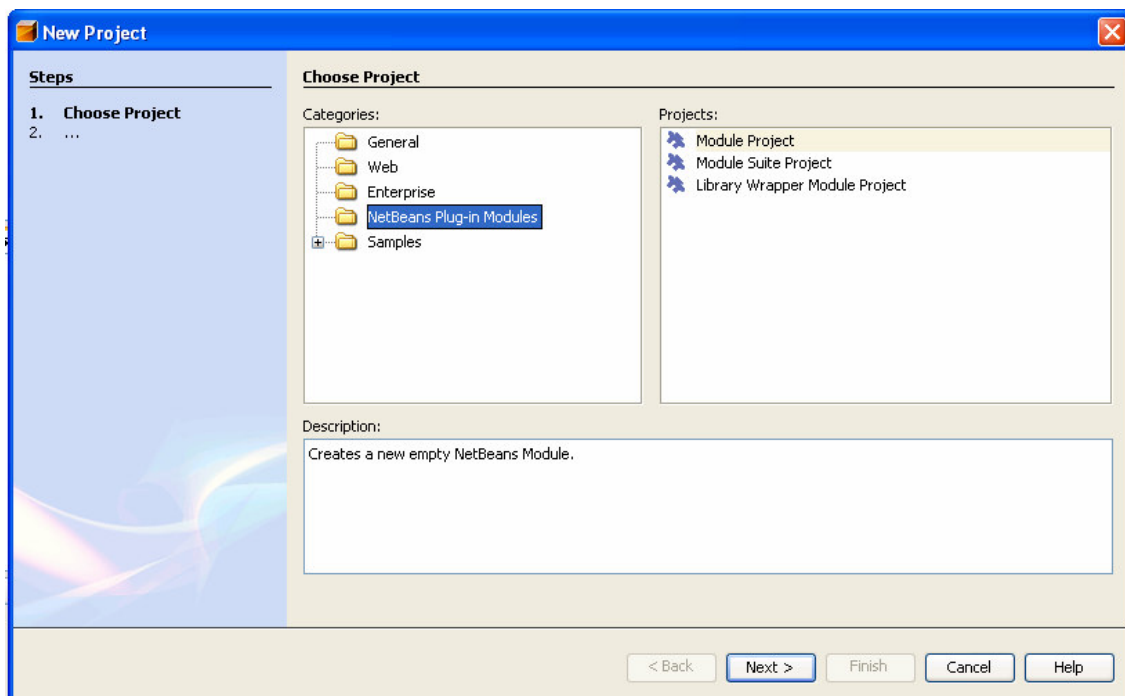 New Project
Steps
1. Choose Project
2. ...
Choose Project
Categories:
General
Web
Enterprise
NetBeans Plug-in Modules
Samples
Projects:
Module Project
Module Suite Project
Library Wrapper Module Project
Description:
Creates a new empty NetBeans Module.
< Back Next > Finish Cancel Help